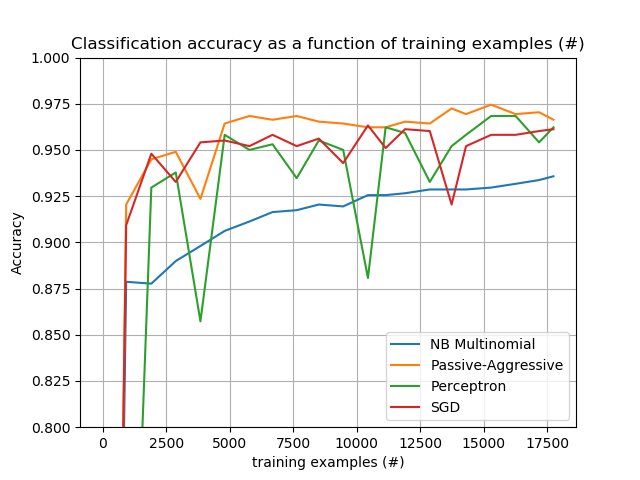 Classification accuracy as a function of training examples (#)
1.000
0.975
0.950
0.925
0.900
0.875
0.850
0.825
0.800
Accuracy
NB Multinomial
Passive-Aggressive
Perceptron
SGD
0 2500 5000 7500 10000 12500 15000 17500
training examples (#)